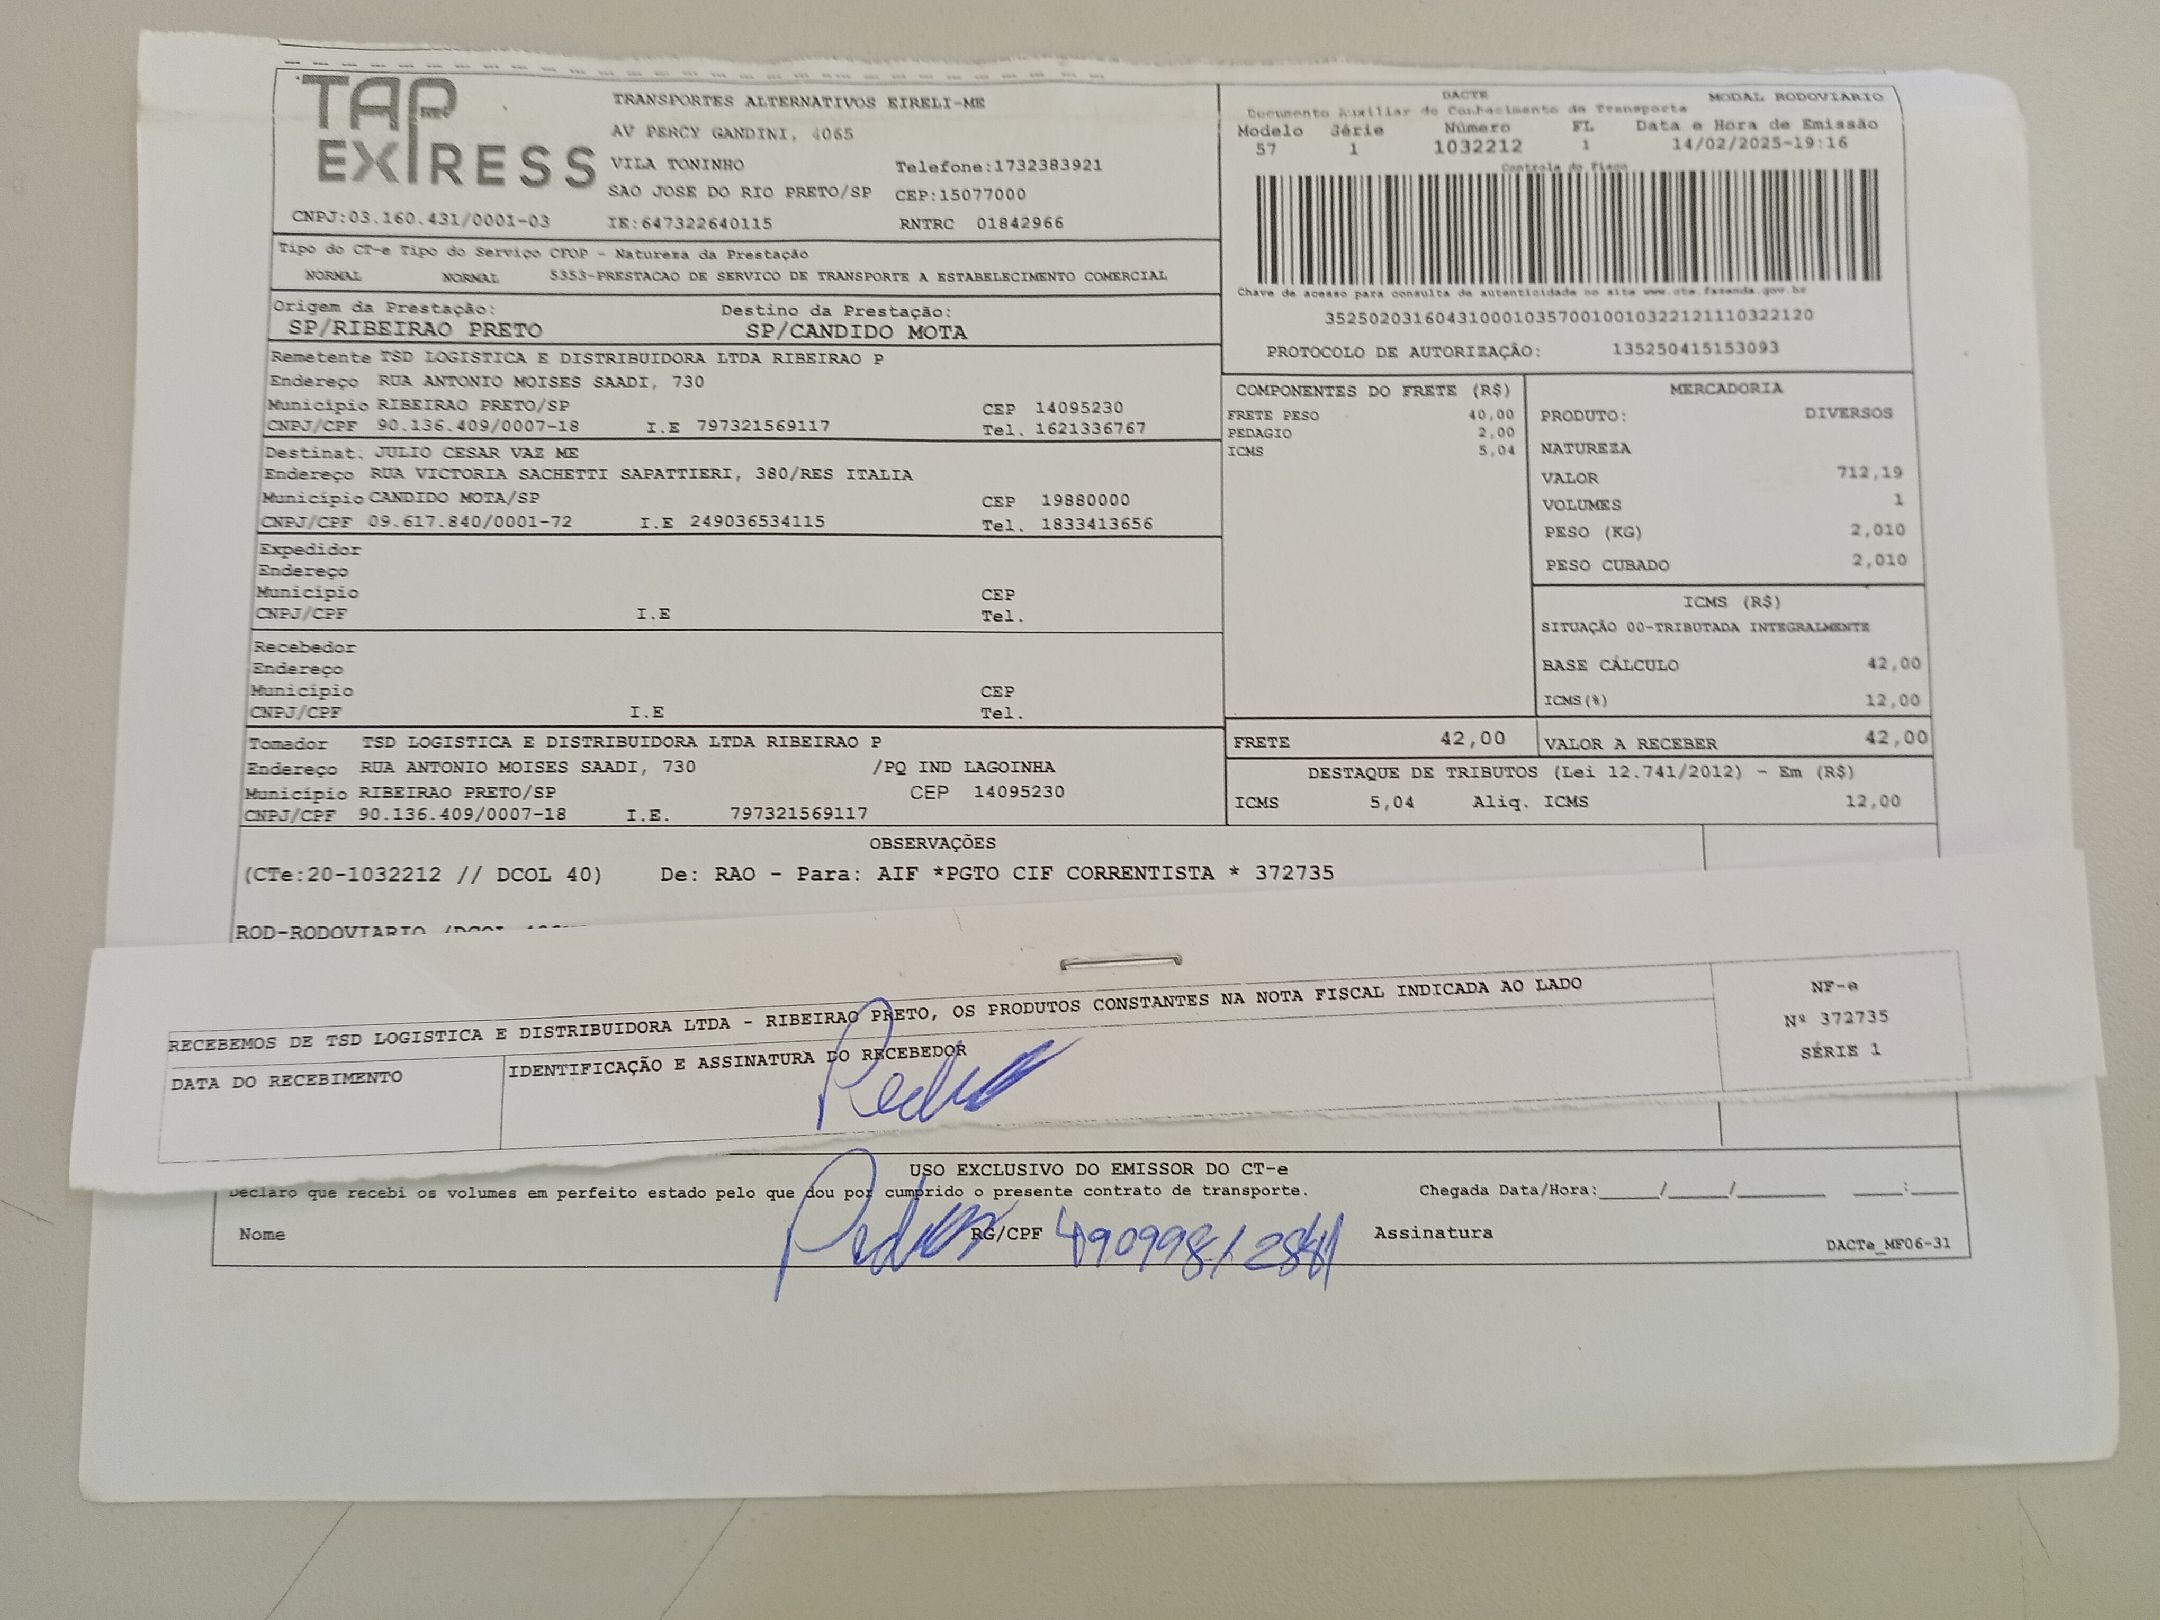 TAP EXPRESS
TRANSPORTES ALTERNATIVOS EIRELI-ME
AV PERCY GANDINI, 4065
VILA TONINHO Telefone:1732383921
SAO JOSE DO RIO PRETO/SP CEP:15077000
CNPJ:03.160.431/0001-03 IE:647322640115 RNTRC 01842966
DACTE MODAL RODOVIÁRIO
Documento Auxiliar do Conhecimento de Transporte
Modelo Série Número FL Data e Hora de Emissão
57 1 1032212 1 14/02/2025-19:16
Controle do Fisco
Chave de acesso para consulta de autenticidade no site www.cte.fazenda.gov.br
35250203160431000103570010010322121110322120
PROTOCOLO DE AUTORIZAÇÃO: 135250415153093
Tipo do CT-e Tipo do Serviço CFOP - Natureza da Prestação
NORMAL NORMAL 5353-PRESTACAO DE SERVICO DE TRANSPORTE A ESTABELECIMENTO COMERCIAL
Origem da Prestação: Destino da Prestação:
SP/RIBEIRAO PRETO SP/CANDIDO MOTA
Remetente TSD LOGISTICA E DISTRIBUIDORA LTDA RIBEIRAO P
Endereço RUA ANTONIO MOISES SAADI, 730
Município RIBEIRAO PRETO/SP CEP 14095230
CNPJ/CPF 90.136.409/0007-18 I.E 797321569117 Tel. 1621336767
Destinat. JULIO CESAR VAZ ME
Endereço RUA VICTORIA SACHETTI SAPATTIERI, 380/RES ITALIA
Município CANDIDO MOTA/SP CEP 19880000
CNPJ/CPF 09.617.840/0001-72 I.E 249036534115 Tel. 1833413656
Expedidor
Endereço
Município CEP
CNPJ/CPF I.E Tel.
Recebedor
Endereço
Município CEP
CNPJ/CPF I.E Tel.
Tomador TSD LOGISTICA E DISTRIBUIDORA LTDA RIBEIRAO P
Endereço RUA ANTONIO MOISES SAADI, 730 /PQ IND LAGOINHA
Município RIBEIRAO PRETO/SP CEP 14095230
CNPJ/CPF 90.136.409/0007-18 I.E. 797321569117
COMPONENTES DO FRETE (R$)
FRETE PESO 40,00
PEDAGIO 2,00
ICMS 5,04
MERCADORIA
PRODUTO: DIVERSOS
NATUREZA
VALOR 712,19
VOLUMES 1
PESO (KG) 2,010
PESO CUBADO 2,010
ICMS (R$)
SITUAÇÃO 00-TRIBUTADA INTEGRALMENTE
BASE CÁLCULO 42,00
ICMS(%) 12,00
FRETE 42,00 VALOR A RECEBER 42,00
DESTAQUE DE TRIBUTOS (Lei 12.741/2012) - Em (R$)
ICMS 5,04 Aliq. ICMS 12,00
OBSERVAÇÕES
(CTe:20-1032212 // DCOL 40) De: RAO - Para: AIF *PGTO CIF CORRENTISTA * 372735
ROD-RODOVIARIO
RECEBEMOS DE TSD LOGISTICA E DISTRIBUIDORA LTDA - RIBEIRAO PRETO, OS PRODUTOS CONSTANTES NA NOTA FISCAL INDICADA AO LADO
DATA DO RECEBIMENTO IDENTIFICAÇÃO E ASSINATURA DO RECEBEDOR
Pedro
NF-e
Nº 372735
SÉRIE 1
USO EXCLUSIVO DO EMISSOR DO CT-e
Declaro que recebi os volumes em perfeito estado pelo que dou por cumprido o presente contrato de transporte. Chegada Data/Hora:_____/_____/_______ ____:____
Nome Pedro RG/CPF Assinatura
DACTe_MF06-31